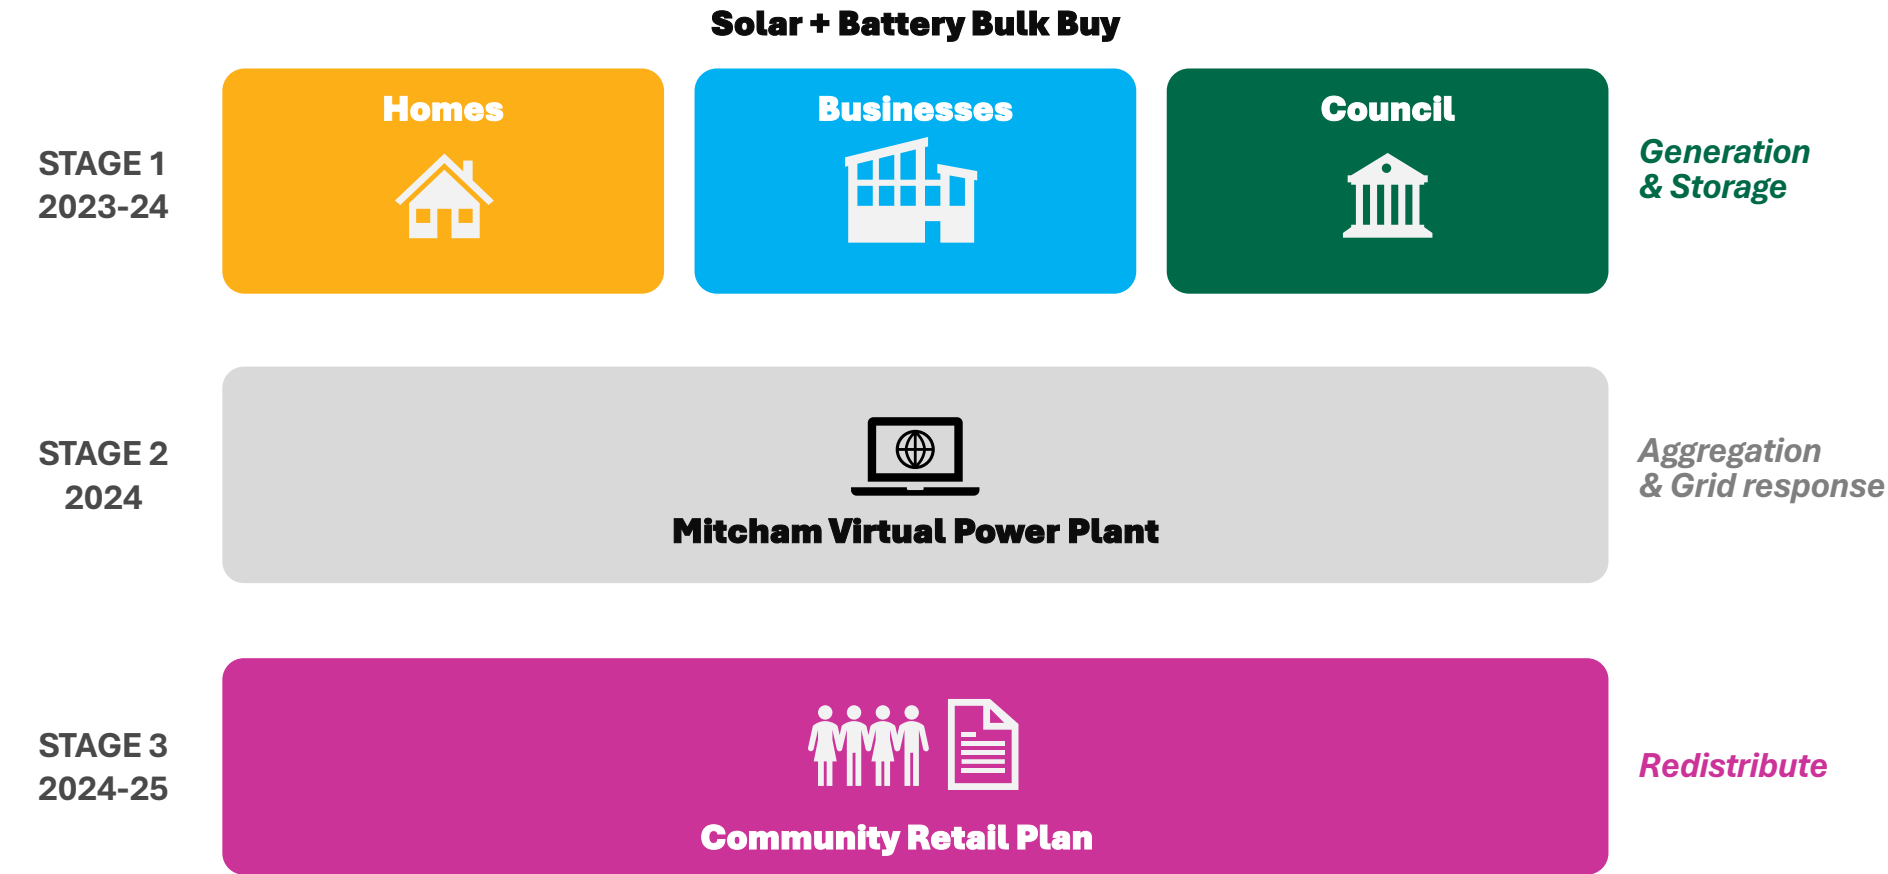 Solar + Battery Bulk Buy
STAGE 1
2023-24
Homes
Businesses
Council
Generation
& Storage
STAGE 2
2024
Mitcham Virtual Power Plant
Aggregation
& Grid response
STAGE 3
2024-25
Community Retail Plan
Redistribute